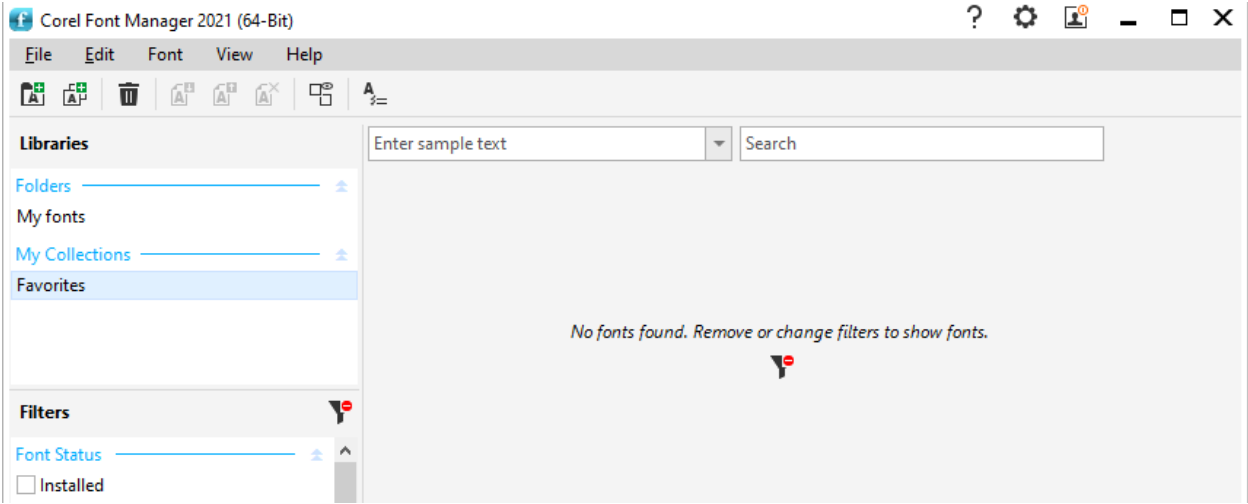 Corel Font Manager 2021 (64-Bit)
File Edit Font View Help
Libraries
Enter sample text
Search
Folders
My fonts
My Collections
Favorites
No fonts found. Remove or change filters to show fonts.
Filters
Font Status
Installed